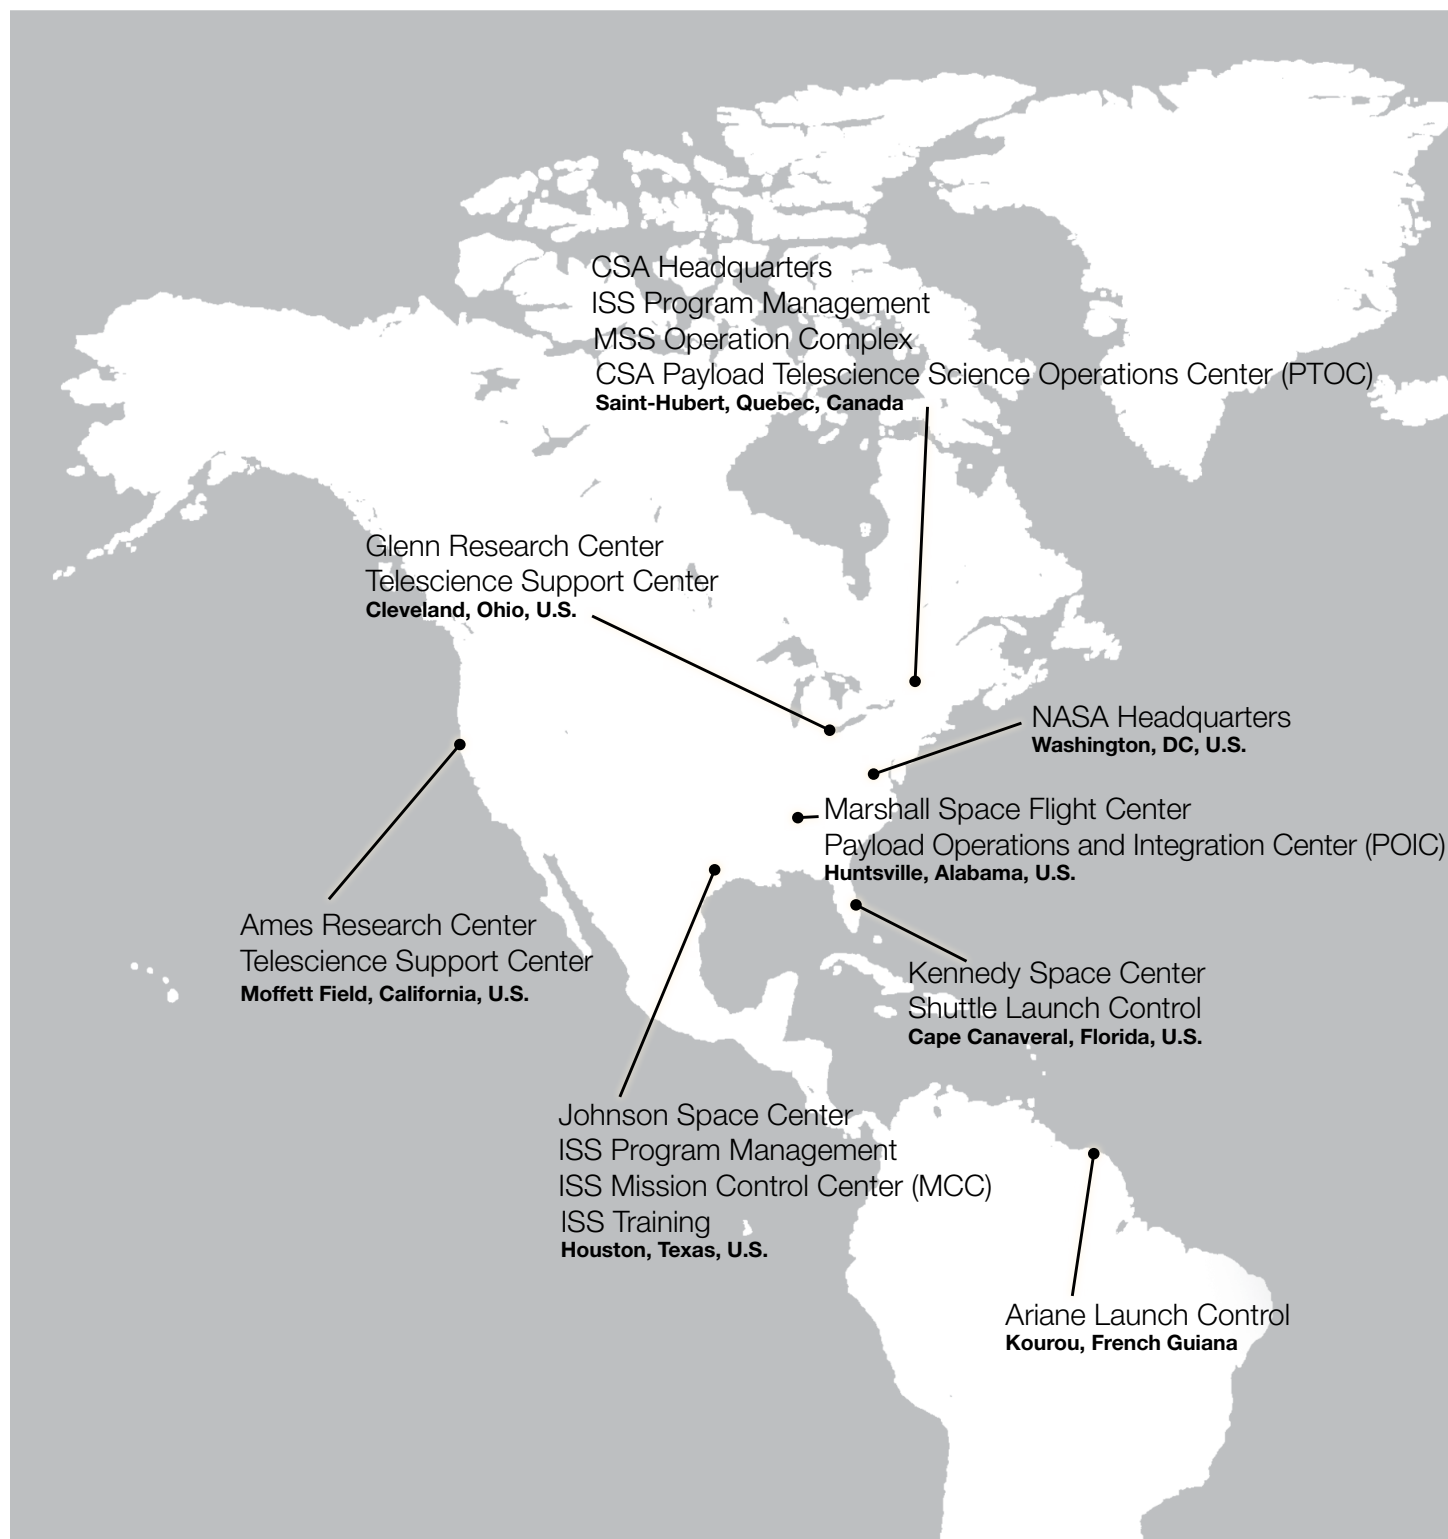 CSA Headquarters
ISS Program Management
MSS Operation Complex
CSA Payload Telescience Science Operations Center (PTOC)
Saint-Hubert, Quebec, Canada
Glenn Research Center
Telescience Support Center
Cleveland, Ohio, U.S.
NASA Headquarters
Washington, DC, U.S.
Marshall Space Flight Center
Payload Operations and Integration Center (POIC)
Huntsville, Alabama, U.S.
Ames Research Center
Telescience Support Center
Moffett Field, California, U.S.
Kennedy Space Center
Shuttle Launch Control
Cape Canaveral, Florida, U.S.
Johnson Space Center
ISS Program Management
ISS Mission Control Center (MCC)
ISS Training
Houston, Texas, U.S.
Ariane Launch Control
Kourou, French Guiana